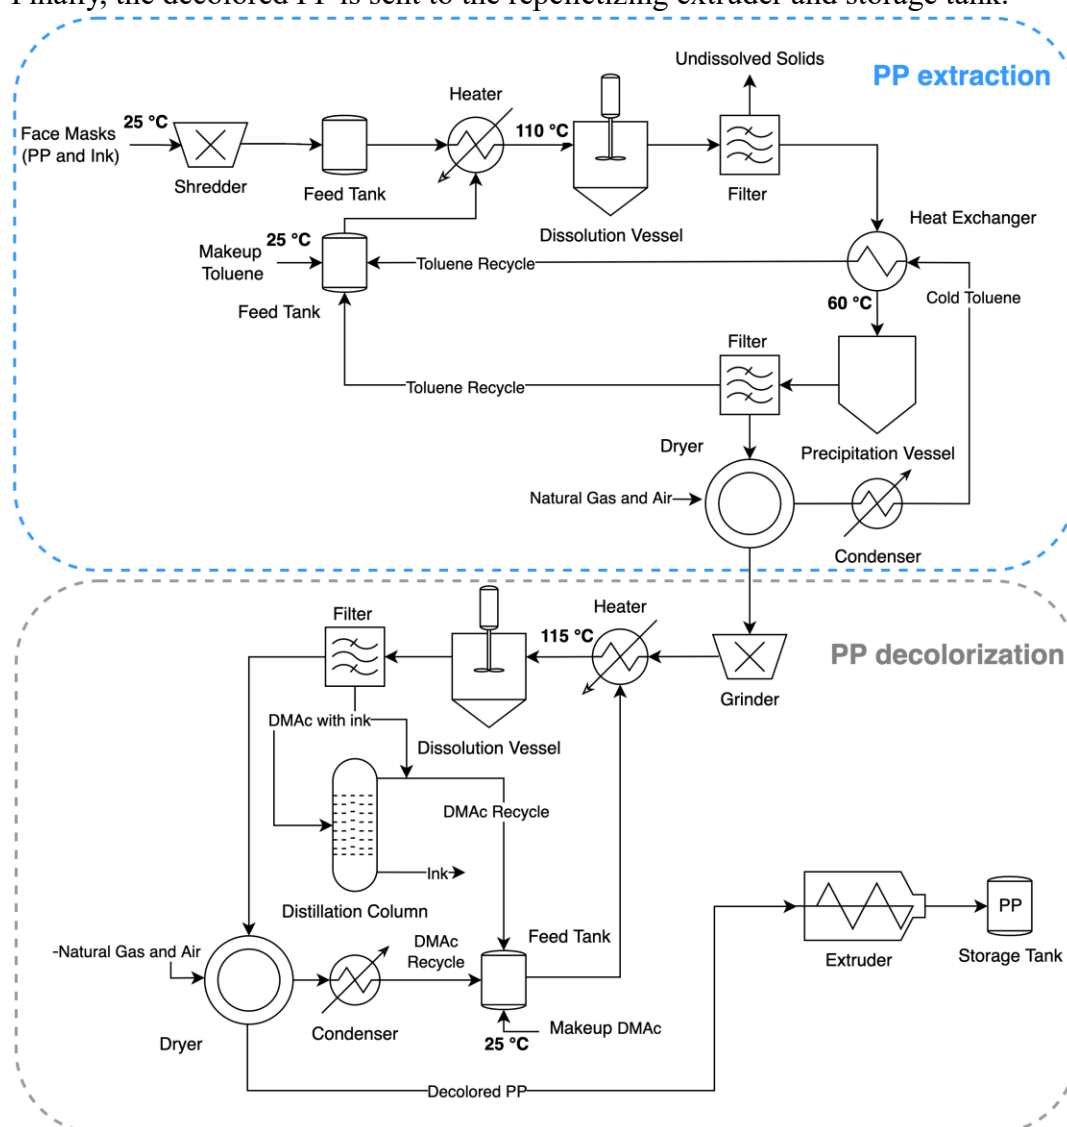 Finally, the decolored PP is sent to the repelletizing extruder and storage tank.
PP extraction
Undissolved Solids
Heater
25 °C
110 °C
Face Masks
(PP and Ink)
Shredder
Feed Tank
Filter
Dissolution Vessel
Heat Exchanger
Makeup
Toluene
25 °C
Toluene Recycle
Feed Tank
60 °C
Cold Toluene
Filter
Toluene Recycle
Dryer
Precipitation Vessel
Natural Gas and Air
Condenser
Filter
Heater
115 °C
PP decolorization
Grinder
DMAc with ink
Dissolution Vessel
DMAc Recycle
Ink
Distillation Column
-Natural Gas and Air
DMAc
Recycle
Feed Tank
PP
Extruder
Storage Tank
Condenser
Makeup DMAc
25 °C
Dryer
Decolored PP